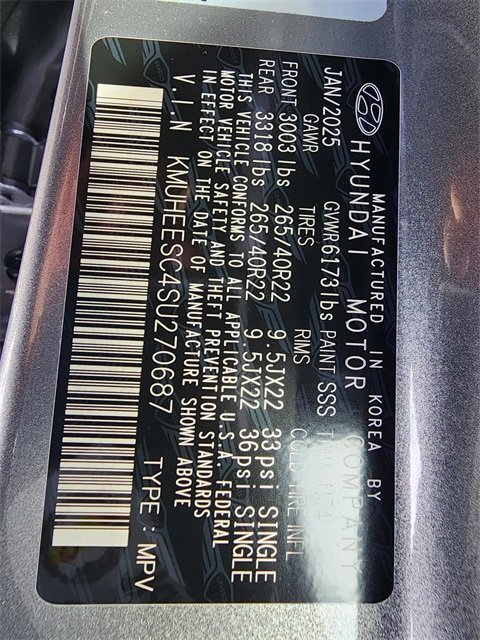 MANUFACTURED IN KOREA BY
HYUNDAI MOTOR COMPANY
JAN/2025 GVWR 6173lbs PAINT SSS
GAWR TIRES RIMS COLD TIRE INFL
FRONT 3003 lbs 265/40R22 9.5JX22 33psi SINGLE
REAR 3318 lbs 265/40R22 9.5JX22 36psi SINGLE
THIS VEHICLE CONFORMS TO ALL APPLICABLE U.S.A. FEDERAL
MOTOR VEHICLE SAFETY AND THEFT PREVENTION STANDARDS
IN EFFECT ON THE DATE OF MANUFACTURE SHOWN ABOVE
V.I.N KMUHEESC4SU270687 TYPE : MPV